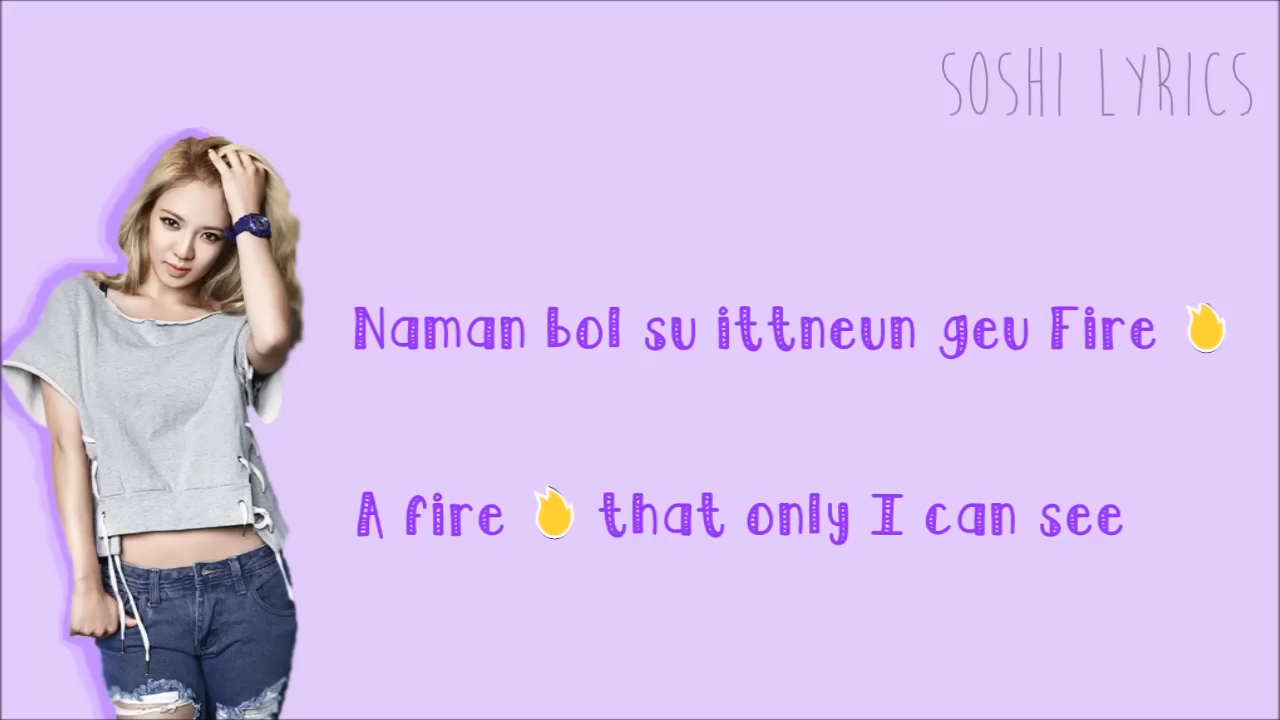 SOSHI LYRICS
Naman bol su ittneun geu Fire 🔥
A fire 🔥 that only I can see